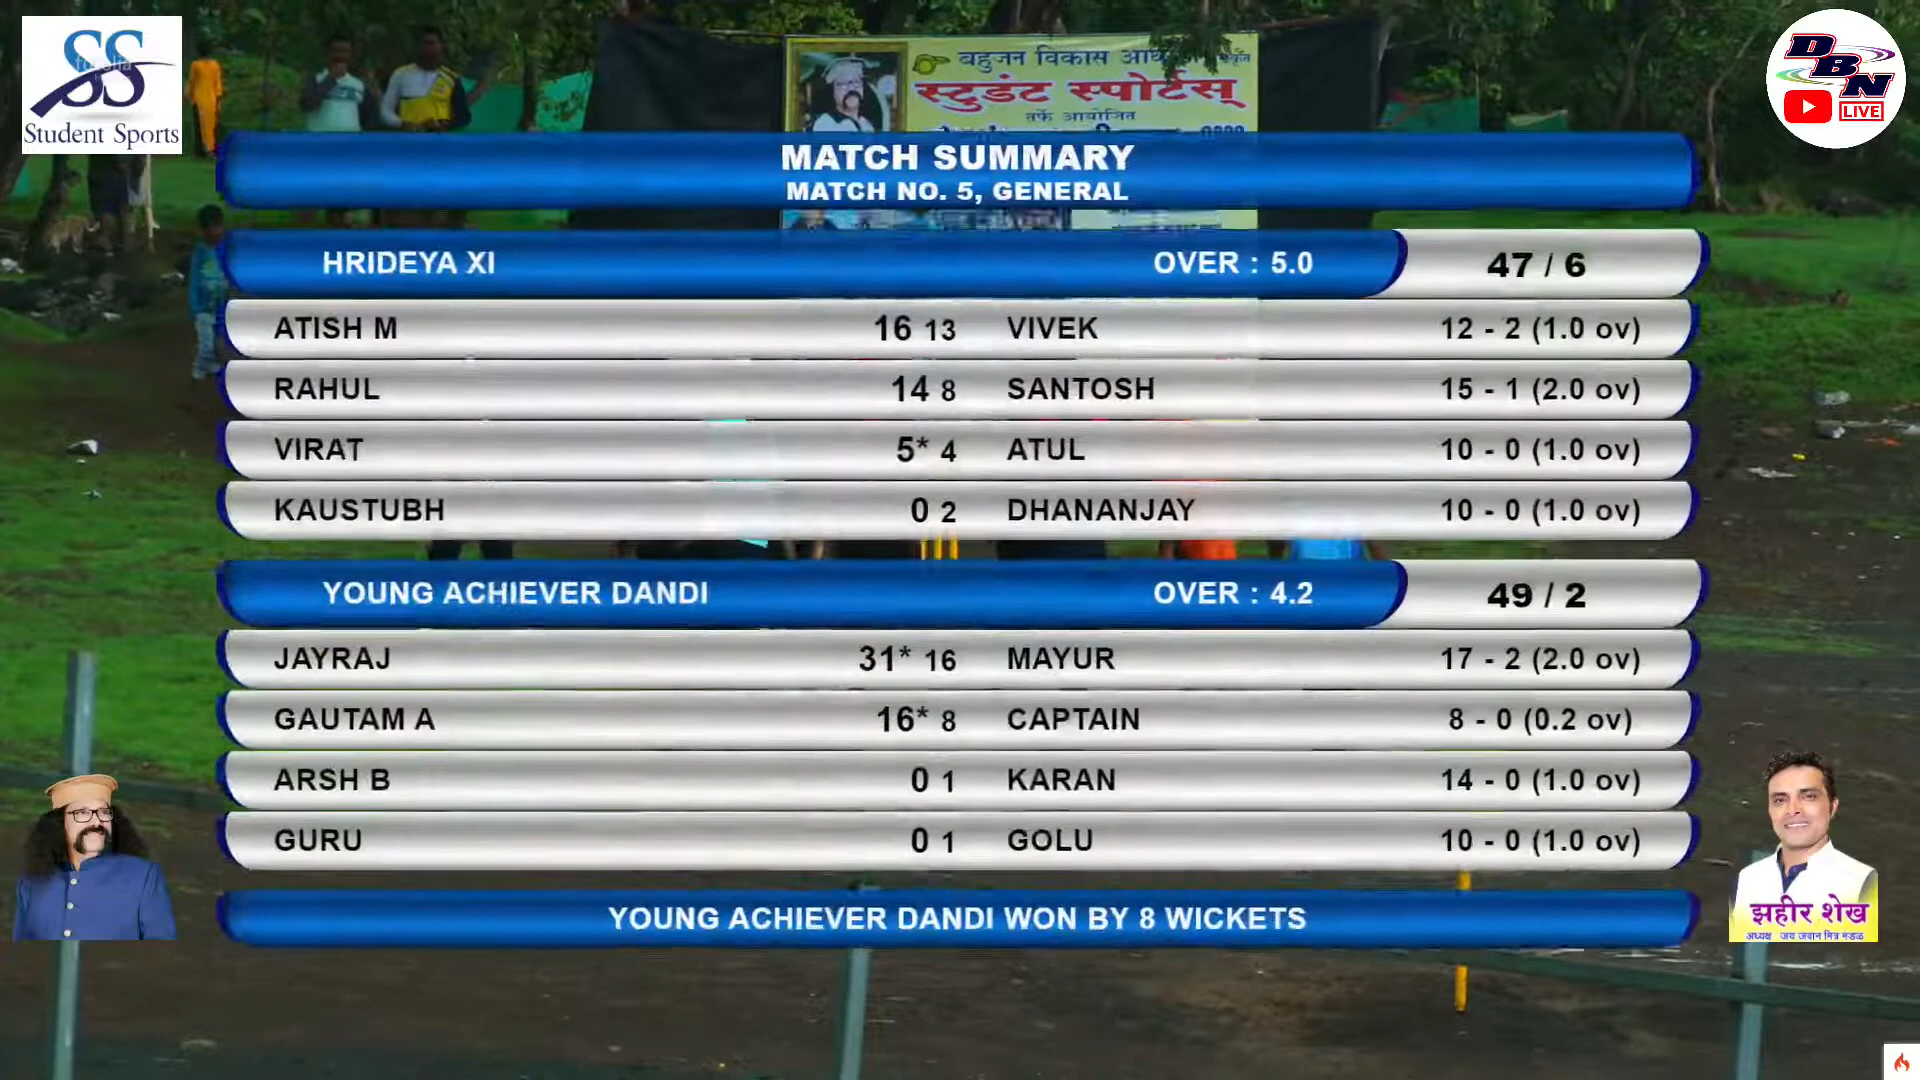 SS
Student Sports
बहुजन विकास
स्टुडंट स्पोर्टस्
तर्फे आयोजित
DBN
LIVE
MATCH SUMMARY
MATCH NO. 5, GENERAL
HRIDEYA XI OVER : 5.0 47 / 6
ATISH M 16 13 VIVEK 12 - 2 (1.0 ov)
RAHUL 14 8 SANTOSH 15 - 1 (2.0 ov)
VIRAT 5* 4 ATUL 10 - 0 (1.0 ov)
KAUSTUBH 0 2 DHANANJAY 10 - 0 (1.0 ov)
YOUNG ACHIEVER DANDI OVER : 4.2 49 / 2
JAYRAJ 31* 16 MAYUR 17 - 2 (2.0 ov)
GAUTAM A 16* 8 CAPTAIN 8 - 0 (0.2 ov)
ARSH B 0 1 KARAN 14 - 0 (1.0 ov)
GURU 0 1 GOLU 10 - 0 (1.0 ov)
YOUNG ACHIEVER DANDI WON BY 8 WICKETS
झहीर शेख
अध्यक्ष जय जवान मित्र मंडळ